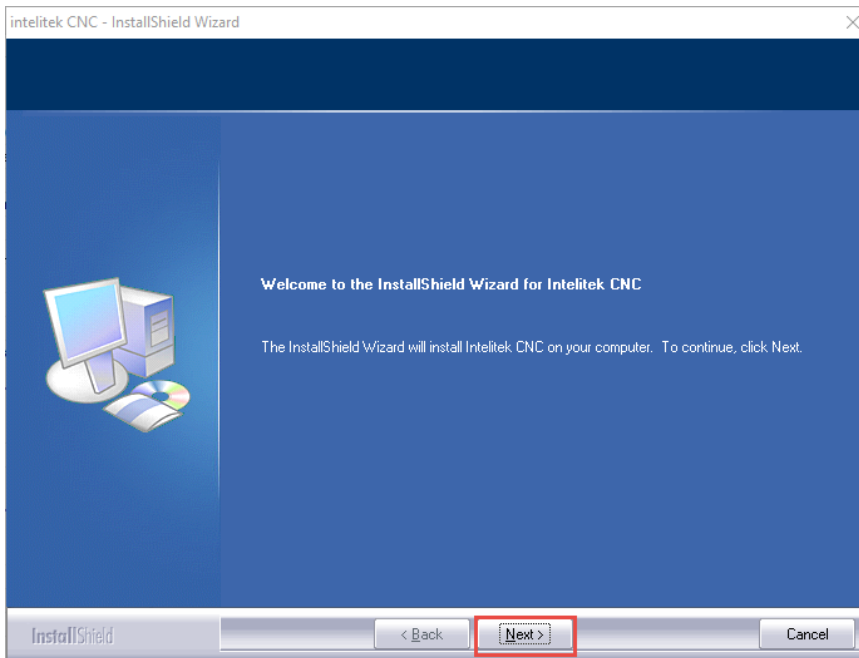 intelitek CNC - InstallShield Wizard
Welcome to the InstallShield Wizard for Intelitek CNC
The InstallShield Wizard will install Intelitek CNC on your computer. To continue, click Next.
InstallShield
< Back
Next >
Cancel